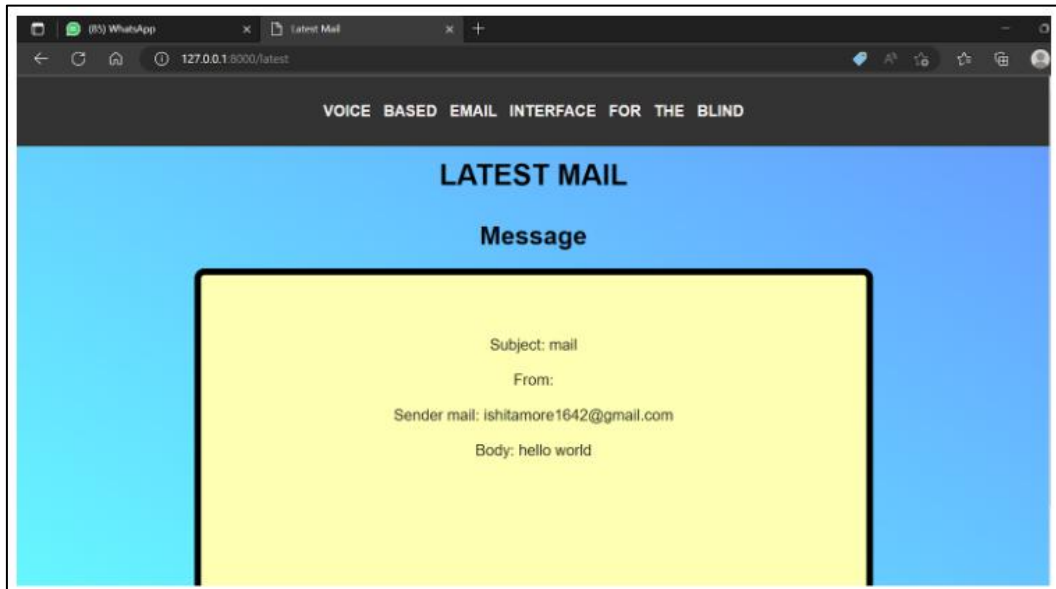 (85) WhatsApp
Latest Mail
127.0.0.1:8000/latest
VOICE BASED EMAIL INTERFACE FOR THE BLIND
LATEST MAIL
Message
Subject: mail
From:
Sender mail: ishitamore1642@gmail.com
Body: hello world